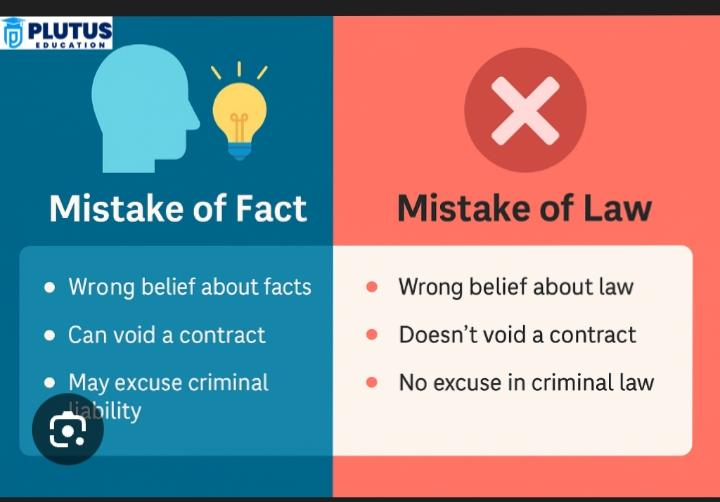 PLUTUS
EDUCATION
Mistake of Fact
Wrong belief about facts
Can void a contract
May excuse criminal
liability
Mistake of Law
Wrong belief about law
Doesn't void a contract
No excuse in criminal law